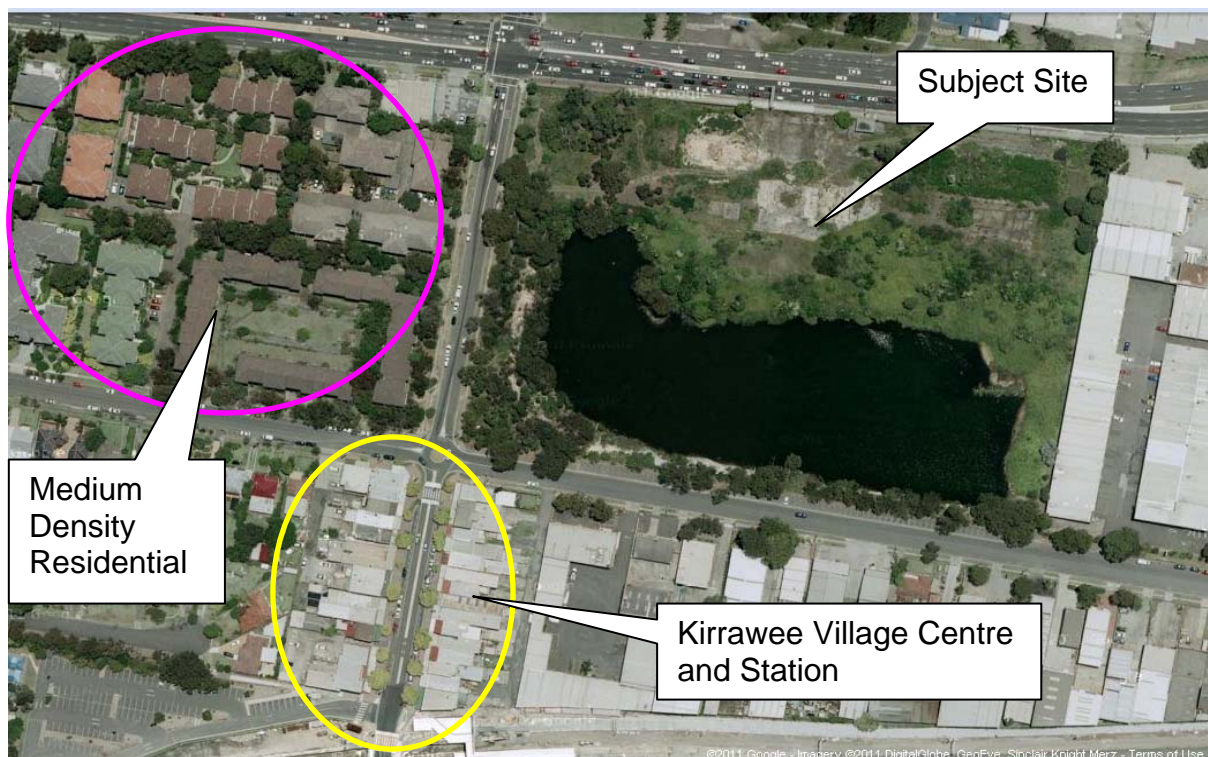 Subject Site
Medium
Density
Residential
Kirrawee Village Centre
and Station
©2011 Google - Imagery ©2011 DigitalGlobe, GeoEye, Sinclair Knight Merz - Terms of Use